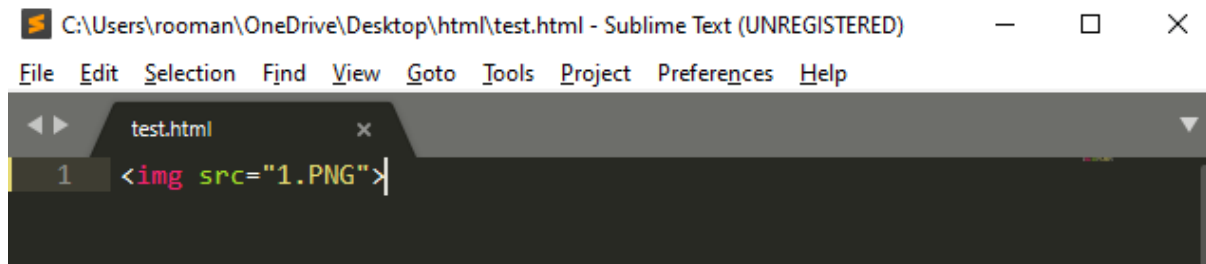 C:\Users\rooman\OneDrive\Desktop\html\test.html - Sublime Text (UNREGISTERED)
File Edit Selection Find View Goto Tools Project Preferences Help
test.html
1 <img src="1.PNG">